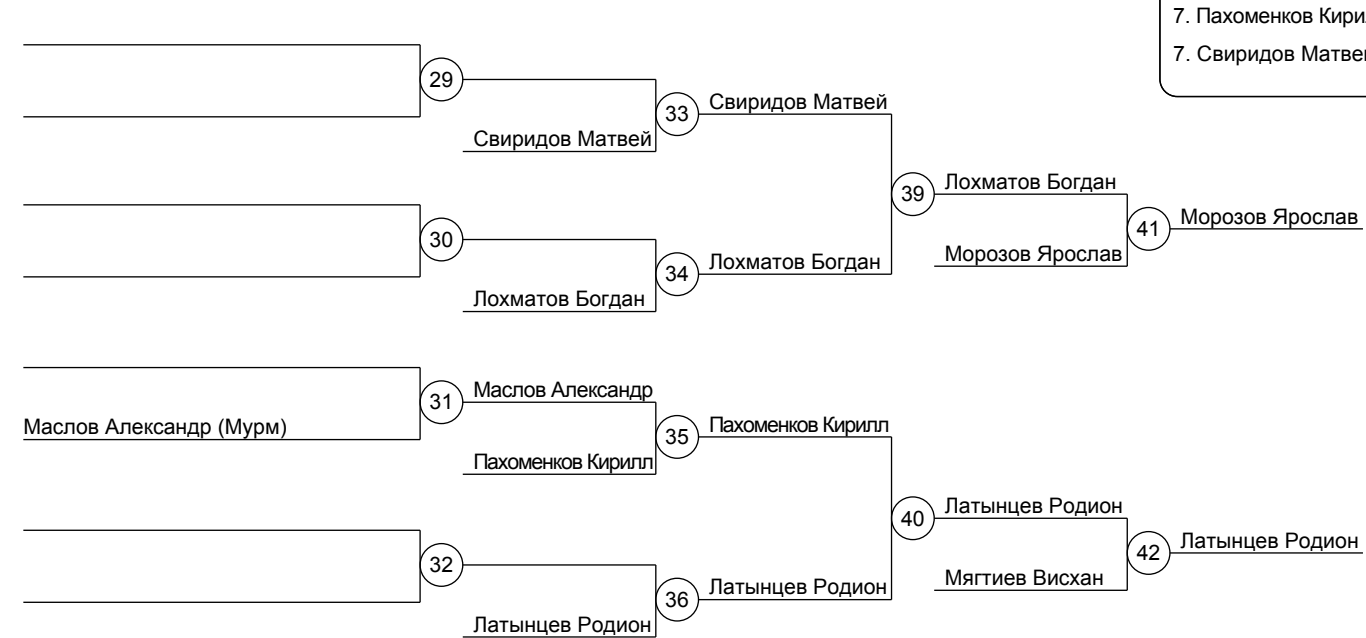 7. Пахоменков Кири
7. Свиридов Матве
29
33
Свиридов Матвей
Свиридов Матвей
39
Лохматов Богдан
30
41
Морозов Ярослав
34
Лохматов Богдан
Морозов Ярослав
Лохматов Богдан
31
Маслов Александр
Маслов Александр (Мурм)
35
Пахоменков Кирилл
Пахоменков Кирилл
40
Латынцев Родион
32
42
Латынцев Родион
36
Латынцев Родион
Мягтиев Висхан
Латынцев Родион